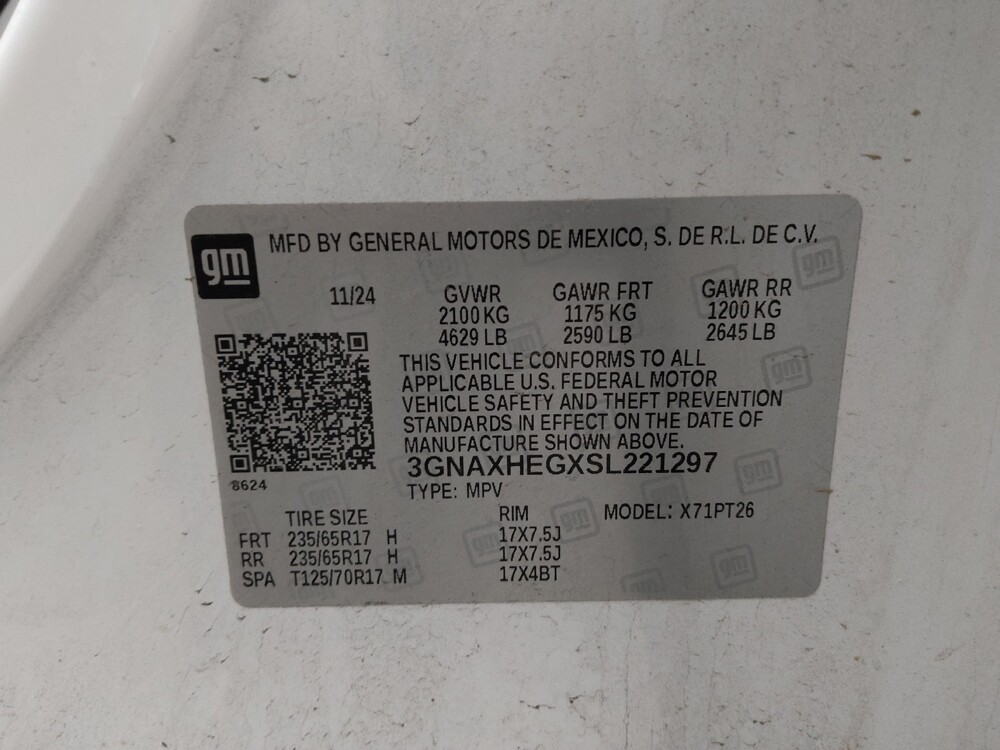 gm
MFD BY GENERAL MOTORS DE MEXICO, S. DE R.L. DE C.V.
11/24 GVWR GAWR FRT GAWR RR
2100 KG 1175 KG 1200 KG
4629 LB 2590 LB 2645 LB
THIS VEHICLE CONFORMS TO ALL
APPLICABLE U.S. FEDERAL MOTOR
VEHICLE SAFETY AND THEFT PREVENTION
STANDARDS IN EFFECT ON THE DATE OF
MANUFACTURE SHOWN ABOVE.
3GNAXHEGXSL221297
8624
TYPE: MPV
TIRE SIZE RIM MODEL: X71PT26
FRT 235/65R17 H 17X7.5J
RR 235/65R17 H 17X7.5J
SPA T125/70R17 M 17X4BT